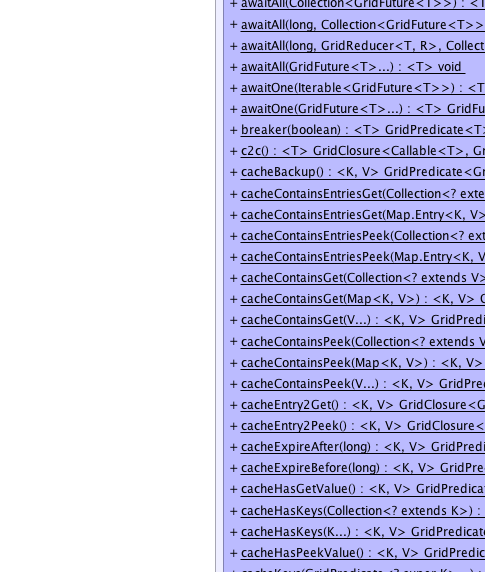 + awaitAll(Collection<GridFuture<T>>) : <T
+ awaitAll(long, Collection<GridFuture<T>>
+ awaitAll(long, GridReducer<T, R>, Collect
+ awaitAll(GridFuture<T>...) : <T> void
+ awaitOne(Iterable<GridFuture<T>>) : <T
+ awaitOne(GridFuture<T>...) : <T> GridFu
+ breaker(boolean) : <T> GridPredicate<T>
+ c2c() : <T> GridClosure<Callable<T>, Gr
+ cacheBackup() : <K, V> GridPredicate<Gr
+ cacheContainsEntriesGet(Collection<? exte
+ cacheContainsEntriesGet(Map.Entry<K, V>
+ cacheContainsEntriesPeek(Collection<? ext
+ cacheContainsEntriesPeek(Map.Entry<K, V
+ cacheContainsGet(Collection<? extends V>
+ cacheContainsGet(Map<K, V>) : <K, V> G
+ cacheContainsGet(V...) : <K, V> GridPredi
+ cacheContainsPeek(Collection<? extends V
+ cacheContainsPeek(Map<K, V>) : <K, V>
+ cacheContainsPeek(V...) : <K, V> GridPre
+ cacheEntry2Get() : <K, V> GridClosure<G
+ cacheEntry2Peek() : <K, V> GridClosure<
+ cacheExpireAfter(long) : <K, V> GridPredi
+ cacheExpireBefore(long) : <K, V> GridPre
+ cacheHasGetValue() : <K, V> GridPredica
+ cacheHasKeys(Collection<? extends K>) :
+ cacheHasKeys(K...) : <K, V> GridPredicat
+ cacheHasPeekValue() : <K, V> GridPredic
+ cacheKeys(GridPredicate<? super K>...) :